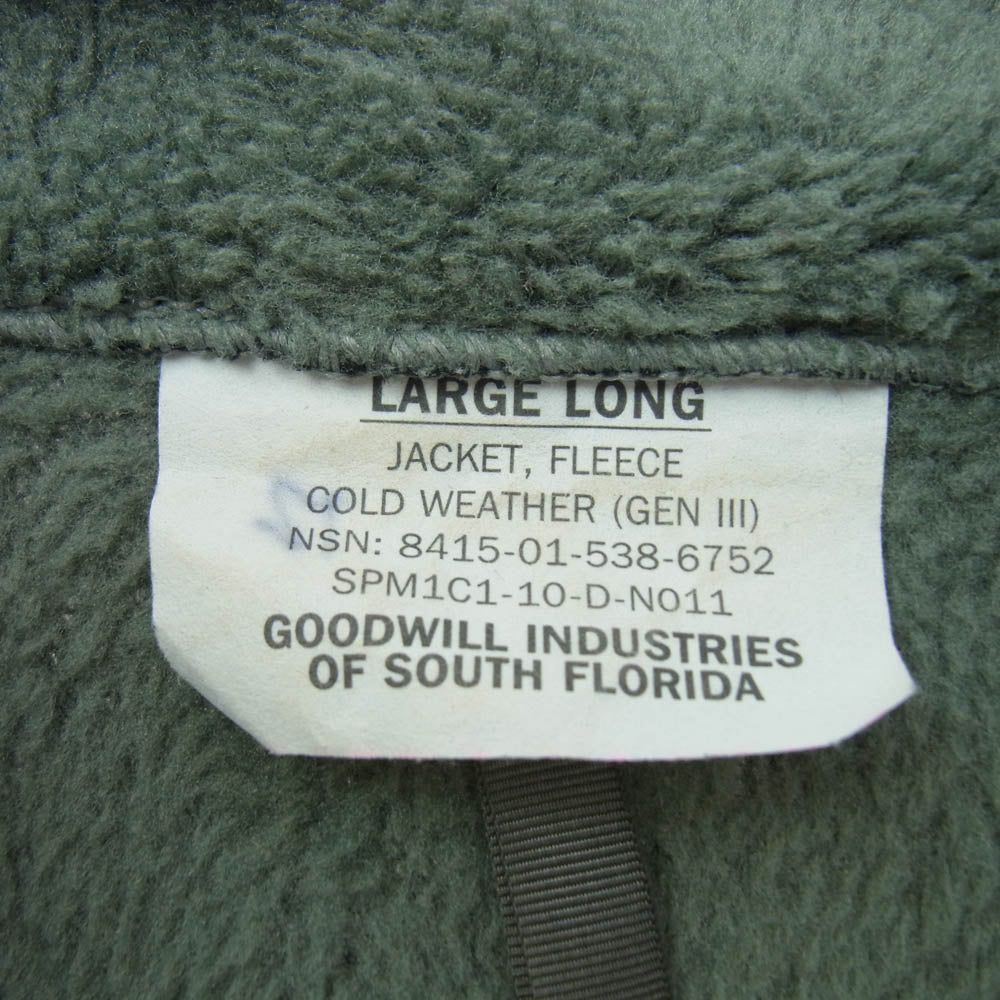 LARGE LONG
JACKET, FLEECE
COLD WEATHER (GEN III)
NSN: 8415-01-538-6752
SPM1C1-10-D-N011
GOODWILL INDUSTRIES
OF SOUTH FLORIDA